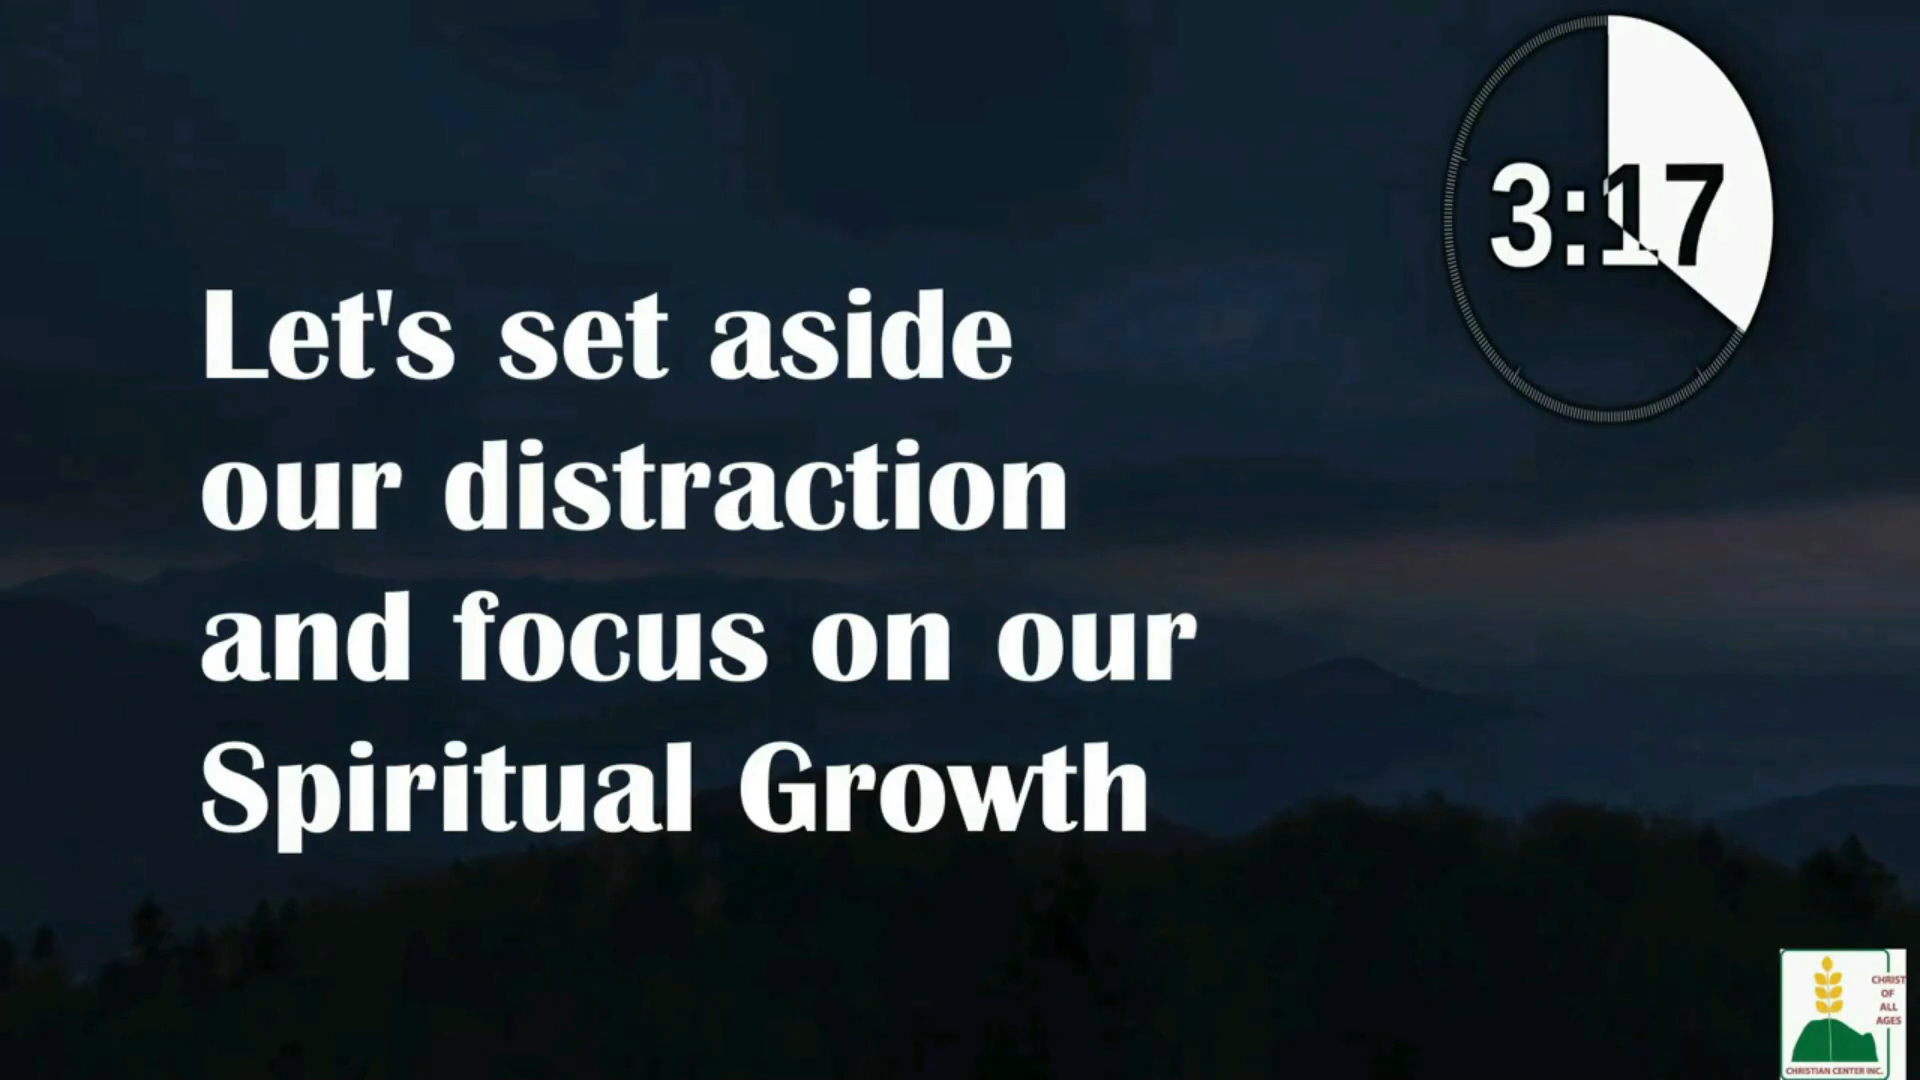 3:17
Let's set aside
our distraction
and focus on our
Spiritual Growth
CHRIST
OF
ALL
AGES
CHRISTIAN CENTER INC.